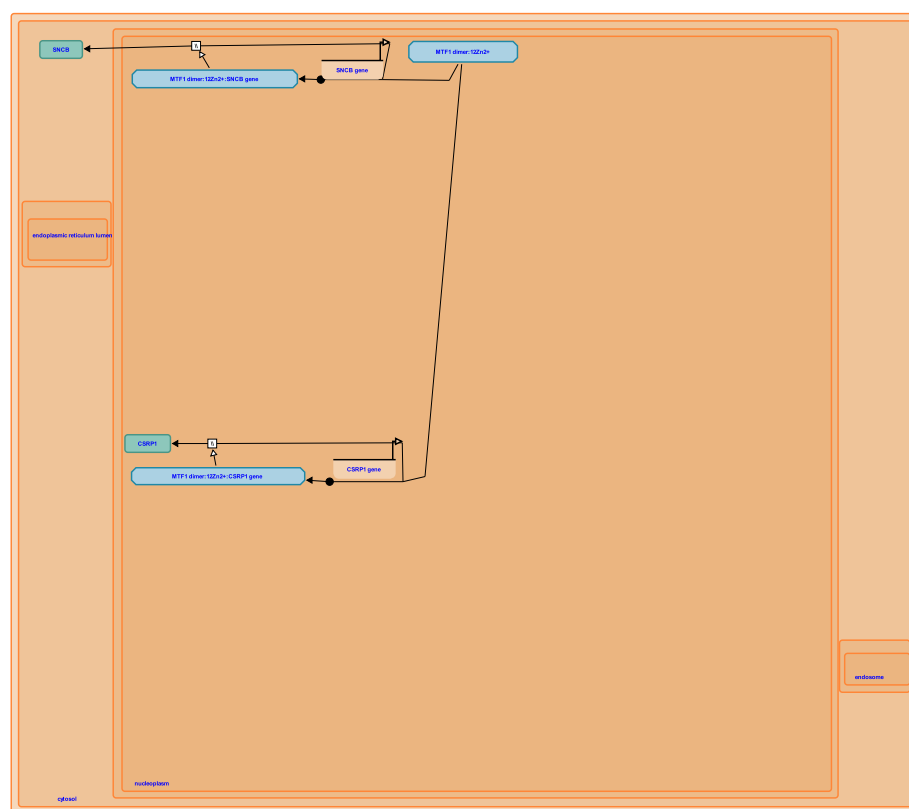 SNCB
MTF1 dimer:12Zn2+
SNCB gene
MTF1 dimer:12Zn2+:SNCB gene
endoplasmic reticulum lumen
CSRP1
CSRP1 gene
MTF1 dimer:12Zn2+:CSRP1 gene
endosome
nucleoplasm
cytosol